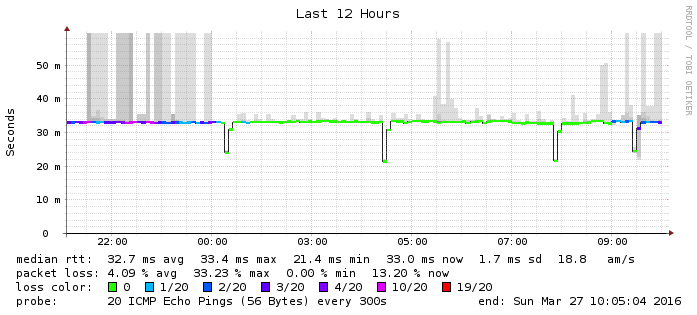 Last 12 Hours
RRDTOOL / TOBI OETIKER
Seconds
50 m
40 m
30 m
20 m
10 m
0
22:00 00:00 03:00 05:00 07:00 09:00
median rtt: 32.7 ms avg 33.4 ms max 21.4 ms min 33.0 ms now 1.7 ms sd 18.8 am/s
packet loss: 4.09 % avg 33.23 % max 0.00 % min 13.20 % now
loss color: 0 1/20 2/20 3/20 4/20 10/20 19/20
probe: 20 ICMP Echo Pings (56 Bytes) every 300s end: Sun Mar 27 10:05:04 2016